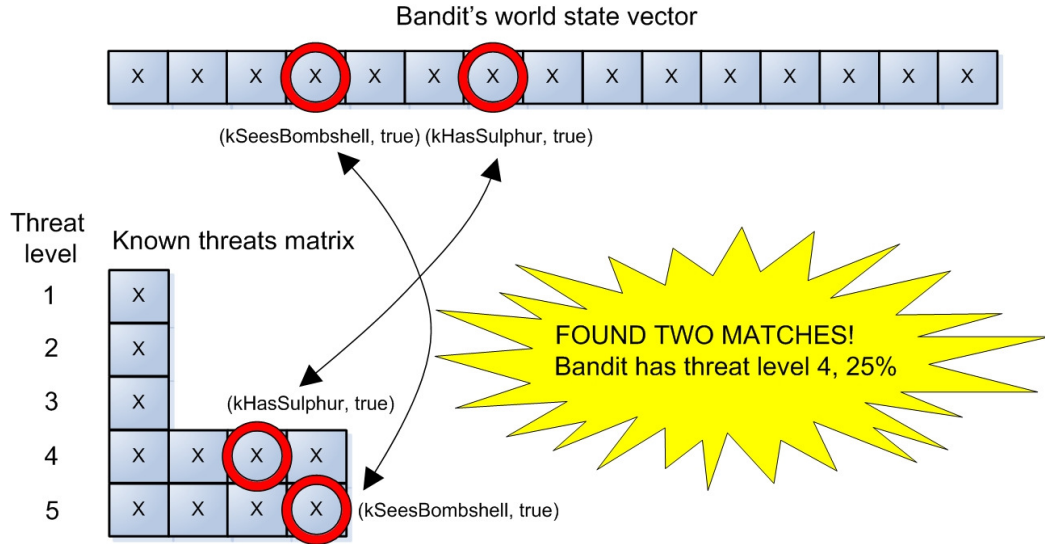 Bandit's world state vector
X X X X X X X X X X X X X X X
(kSeesBombshell, true) (kHasSulphur, true)
Threat
level
Known threats matrix
1 X
2 X
3 X
(kHasSulphur, true)
4 X X X X
5 X X X X
(kSeesBombshell, true)
FOUND TWO MATCHES!
Bandit has threat level 4, 25%